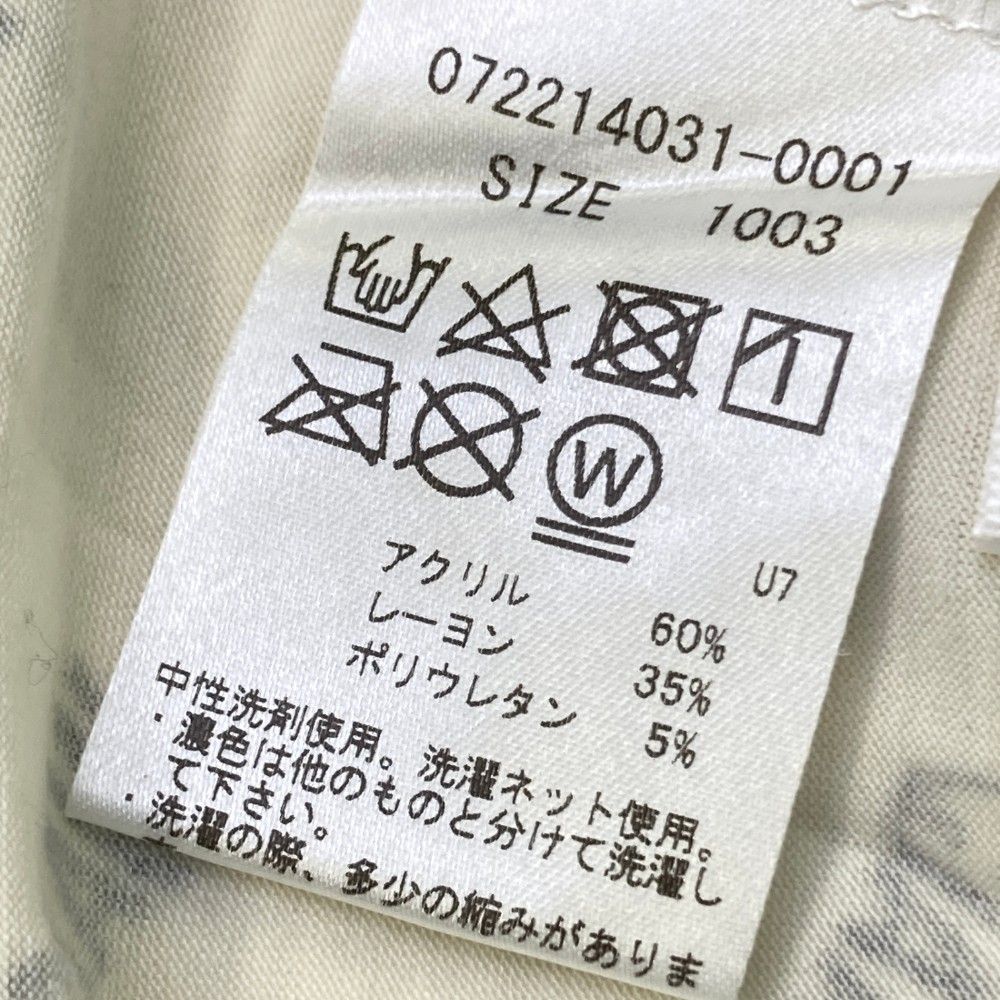 072214031-0001
SIZE 1003
W
U7
アクリル 60%
レーヨン 35%
ポリウレタン 5%
中性洗剤使用。洗濯ネット使用。
・濃色は他のものと分けて洗濯し
て下さい。
・洗濯の際、多少の縮みがありま